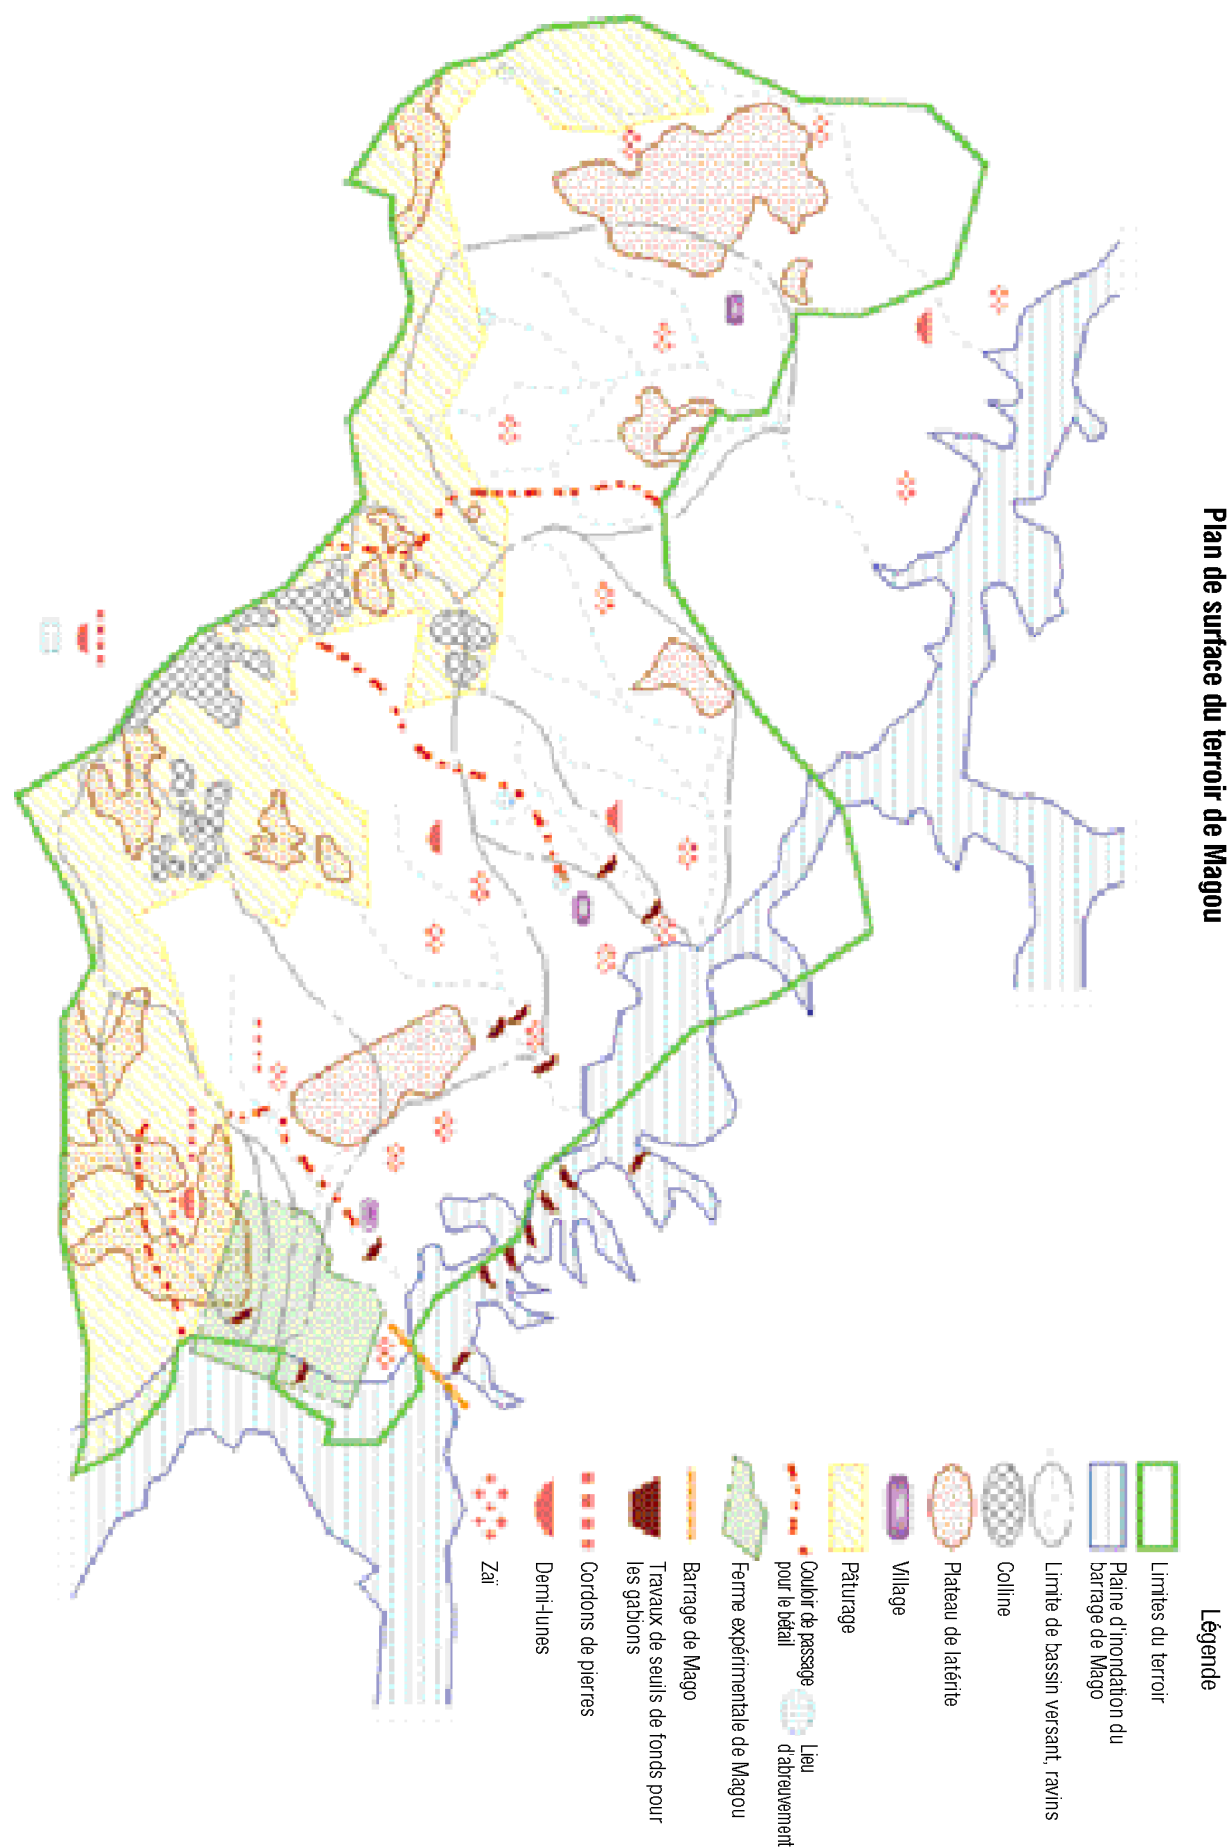 Plan de surface du terroir de Magou
Légende
Limites du terroir
Plaine d'inondation du
barrage de Mago
Limite de bassin versant, ravins
Colline
Plateau de latérite
Village
Pâturage
Couloir de passage
pour le bétail
Lieu
d'abreuvement
Ferme expérimentale de Magou
Barrage de Mago
Travaux de seuils de fonds pour
les gabions
Cordons de pierres
Demi-lunes
Zaï